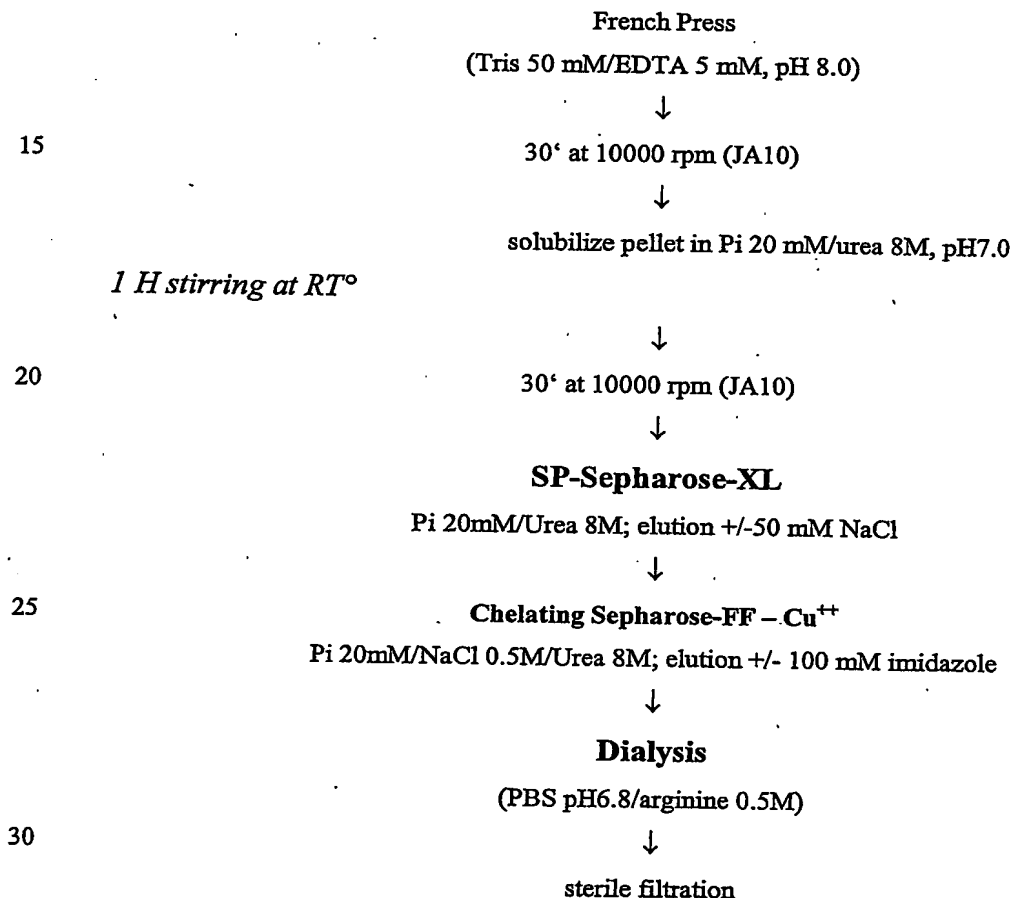 French Press
(Tris 50 mM/EDTA 5 mM, pH 8.0)
↓
15 30‘ at 10000 rpm (JA10)
↓
solubilize pellet in Pi 20 mM/urea 8M, pH7.0
1 H stirring at RT°
↓
20 30‘ at 10000 rpm (JA10)
↓
SP-Sepharose-XL
Pi 20mM/Urea 8M; elution +/-50 mM NaCl
↓
25 Chelating Sepharose-FF – Cu⁺⁺
Pi 20mM/NaCl 0.5M/Urea 8M; elution +/- 100 mM imidazole
↓
Dialysis
(PBS pH6.8/arginine 0.5M)
30 ↓
sterile filtration